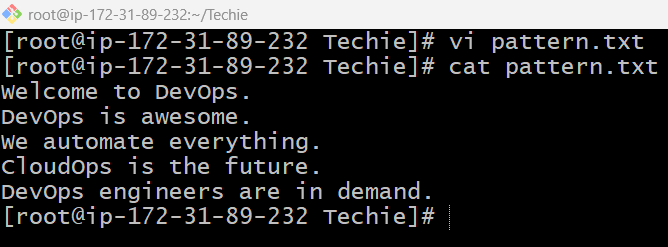 root@ip-172-31-89-232:~/Techie
[root@ip-172-31-89-232 Techie]# vi pattern.txt
[root@ip-172-31-89-232 Techie]# cat pattern.txt
Welcome to DevOps.
DevOps is awesome.
We automate everything.
CloudOps is the future.
DevOps engineers are in demand.
[root@ip-172-31-89-232 Techie]#